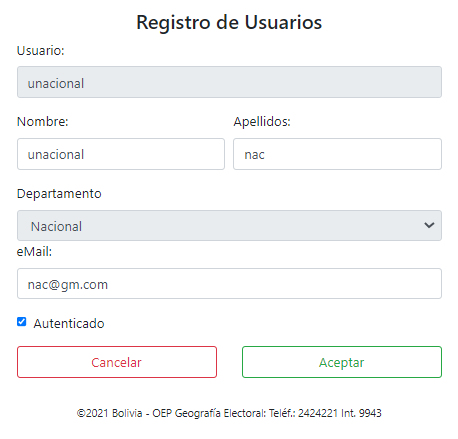 Registro de Usuarios
Usuario:
unacional
Nombre: Apellidos:
unacional nac
Departamento
Nacional
eMail:
nac@gm.com
Autenticado
Cancelar Aceptar
©2021 Bolivia - OEP Geografía Electoral: Teléf.: 2424221 Int. 9943